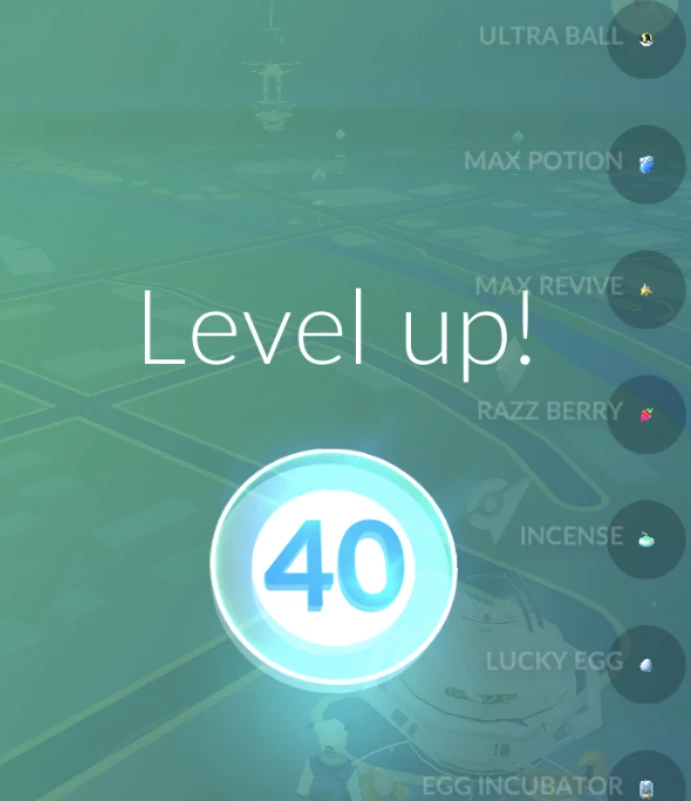 ULTRA BALL
MAX POTION
MAX REVIVE
Level up!
RAZZ BERRY
40
INCENSE
LUCKY EGG
EGG INCUBATOR